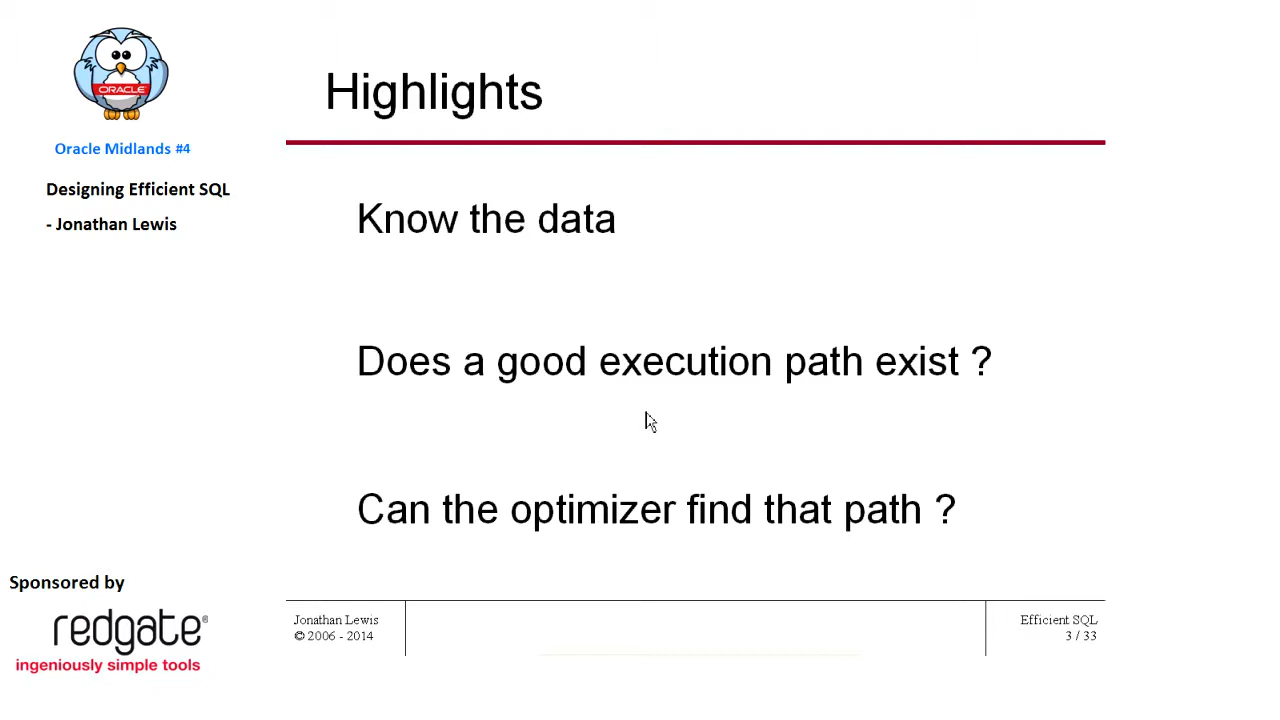 ORACLE
Oracle Midlands #4
Designing Efficient SQL
- Jonathan Lewis
Highlights
Know the data
Does a good execution path exist ?
Can the optimizer find that path ?
Sponsored by
redgate®
ingeniously simple tools
Jonathan Lewis
© 2006 - 2014
Efficient SQL
3 / 33